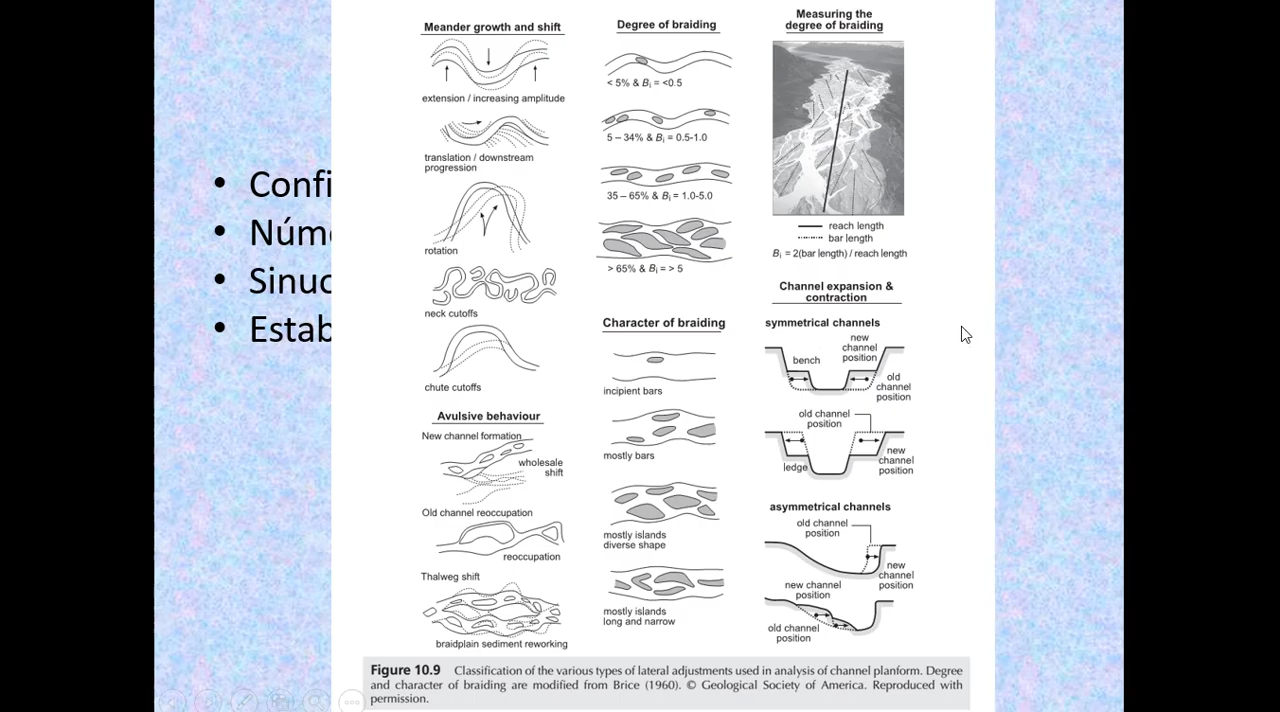 • Confi
• Núm
• Sinuc
• Estab
Meander growth and shift
extension / increasing amplitude
translation / downstream
progression
rotation
neck cutoffs
chute cutoffs
Avulsive behaviour
New channel formation
wholesale
shift
Old channel reoccupation
reoccupation
Thalweg shift
braidplain sediment reworking
Degree of braiding
< 5% & Bi = <0.5
5 – 34% & Bi = 0.5-1.0
35 – 65% & Bi = 1.0-5.0
> 65% & Bi = > 5
Character of braiding
incipient bars
mostly bars
mostly islands
diverse shape
mostly islands
long and narrow
Measuring the
degree of braiding
reach length
bar length
Bi = 2(bar length) / reach length
Channel expansion &
contraction
symmetrical channels
bench
new
channel
position
old
channel
position
old channel
position
ledge
new
channel
position
asymmetrical channels
old channel
position
new
channel
position
new channel
position
old channel
position
Figure 10.9 Classification of the various types of lateral adjustments used in analysis of channel planform. Degree
and character of braiding are modified from Brice (1960). © Geological Society of America. Reproduced with
permission.